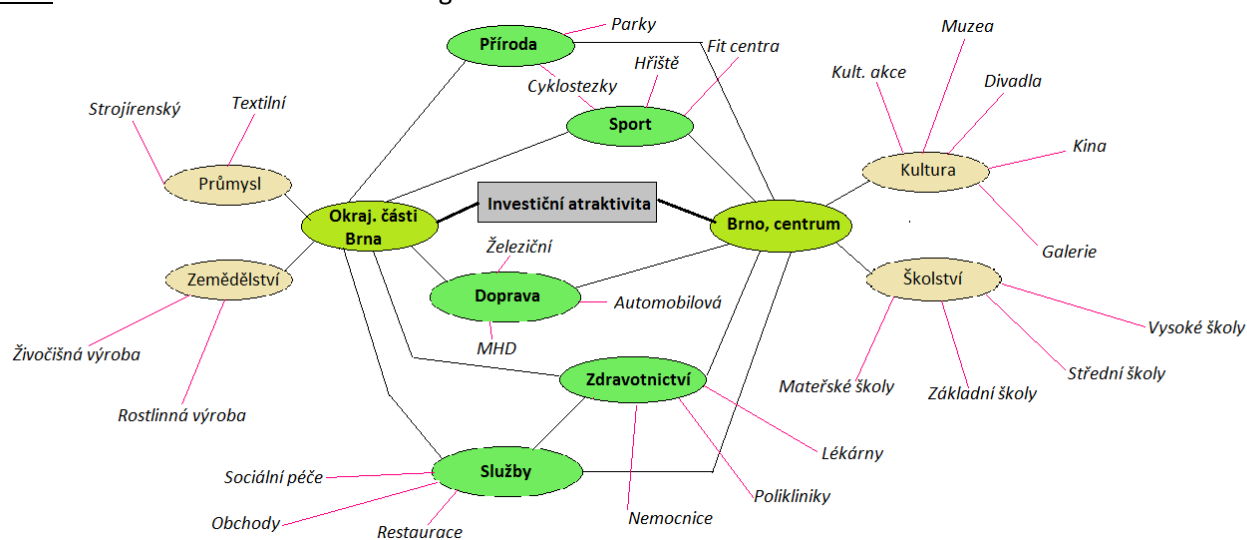 Parky
Muzea
Příroda
Fit centra
Hřiště
Kult. akce
Cyklostezky
Divadla
Strojírenský
Textilní
Sport
Kina
Průmysl
Kultura
Investiční atraktivita
Okraj. části
Brna
Brno, centrum
Železiční
Galerie
Zemědělství
Školství
Doprava
Automobilová
Vysoké školy
MHD
Živočišná výroba
Střední školy
Zdravotnictví
Mateřské školy
Základní školy
Rostlinná výroba
Lékárny
Služby
Sociální péče
Polikliniky
Obchody
Nemocnice
Restaurace